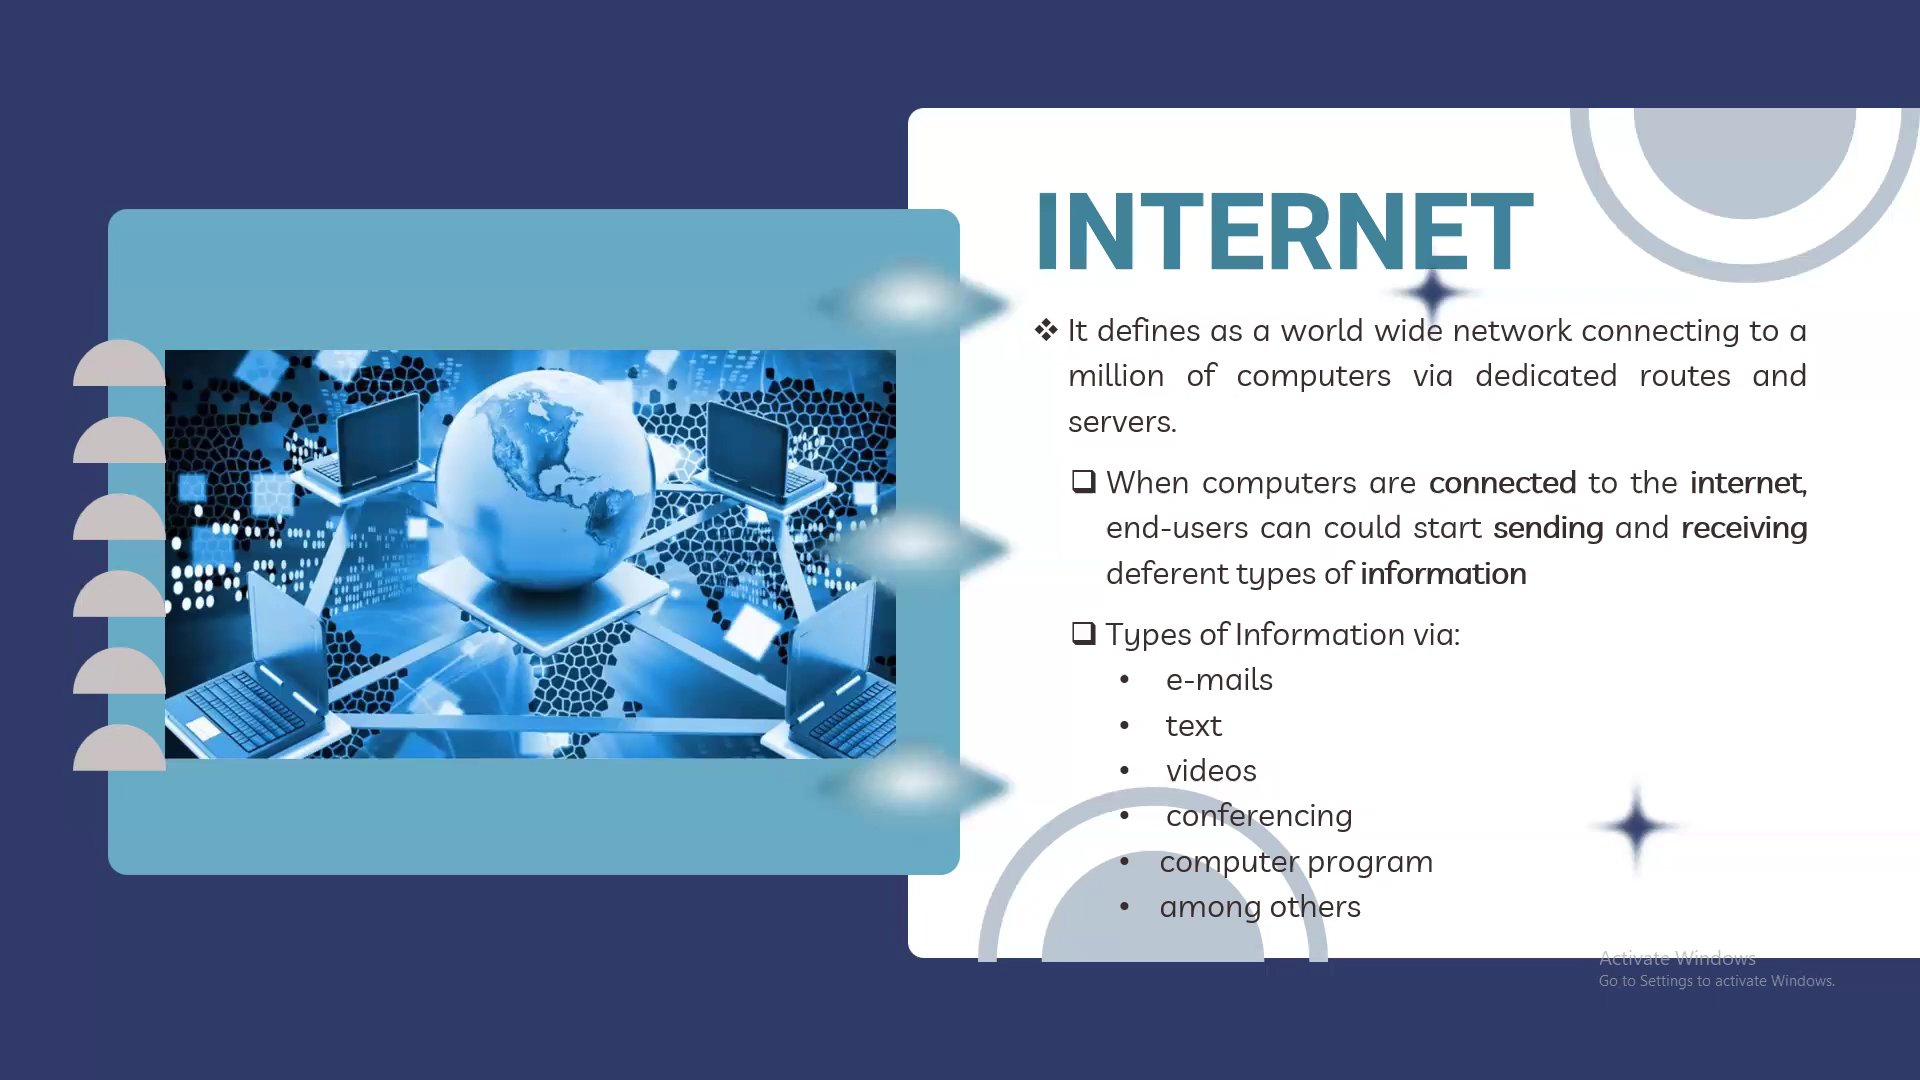 INTERNET
❖ It defines as a world wide network connecting to a
million of computers via dedicated routes and
servers.
❑ When computers are connected to the internet,
end-users can could start sending and receiving
deferent types of information
❑ Types of Information via:
• e-mails
• text
• videos
• conferencing
• computer program
• among others
Activate Windows
Go to Settings to activate Windows.